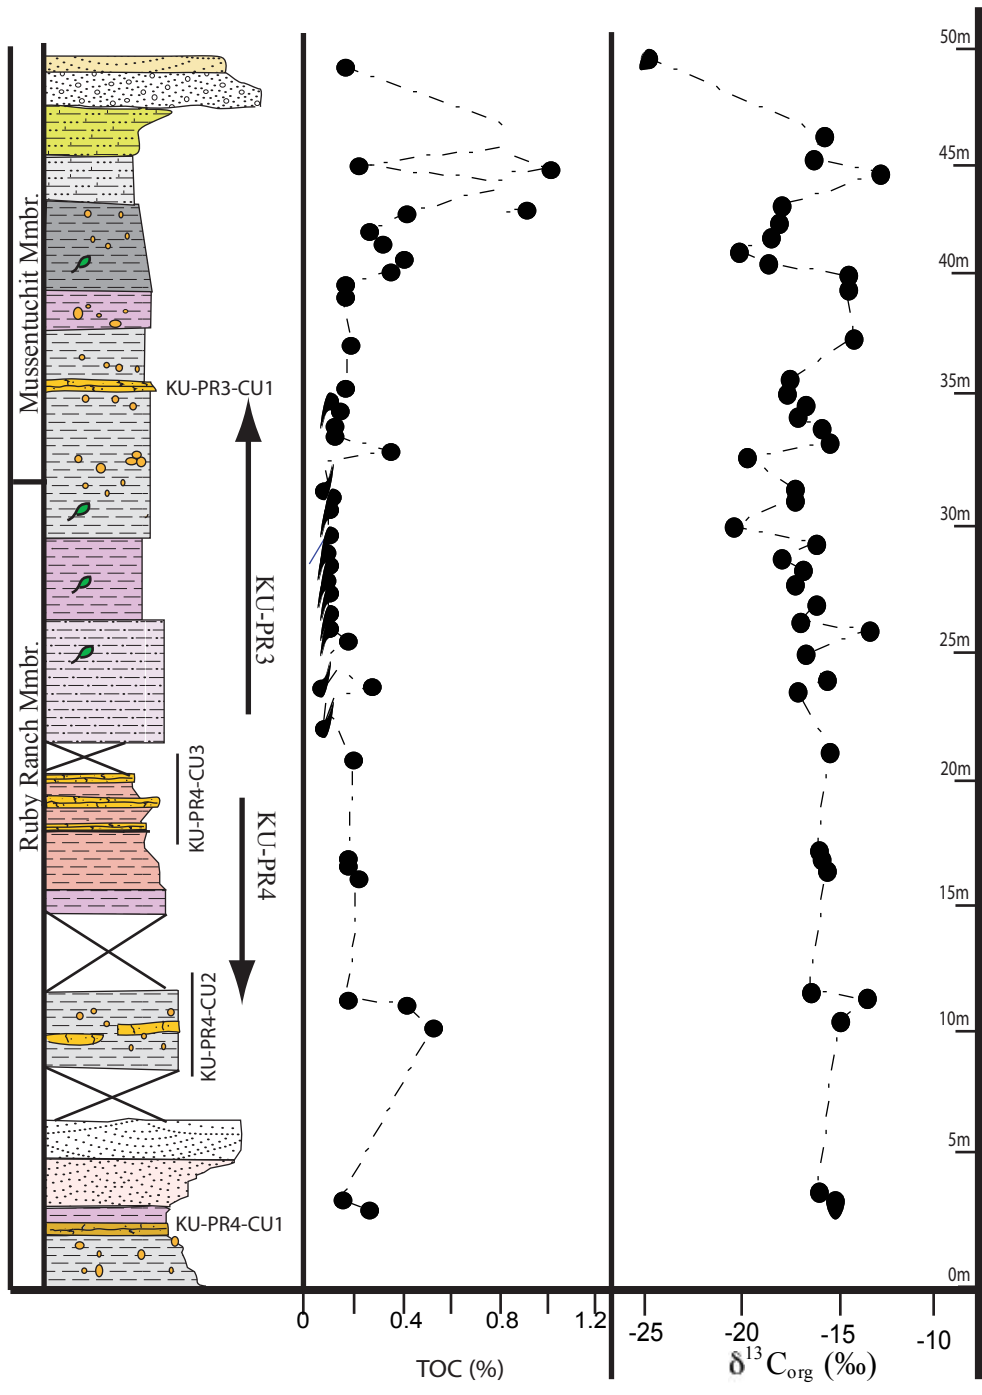 50m
45m
40m
35m
30m
25m
20m
15m
10m
5m
0m
Mussentuchit Mmbr.
Ruby Ranch Mmbr.
KU-PR3-CU1
KU-PR3
KU-PR4-CU3
KU-PR4
KU-PR4-CU2
KU-PR4-CU1
0 0.4 0.8 1.2
TOC (%)
-25 -20 -15 -10
δ¹³Corg (‰)